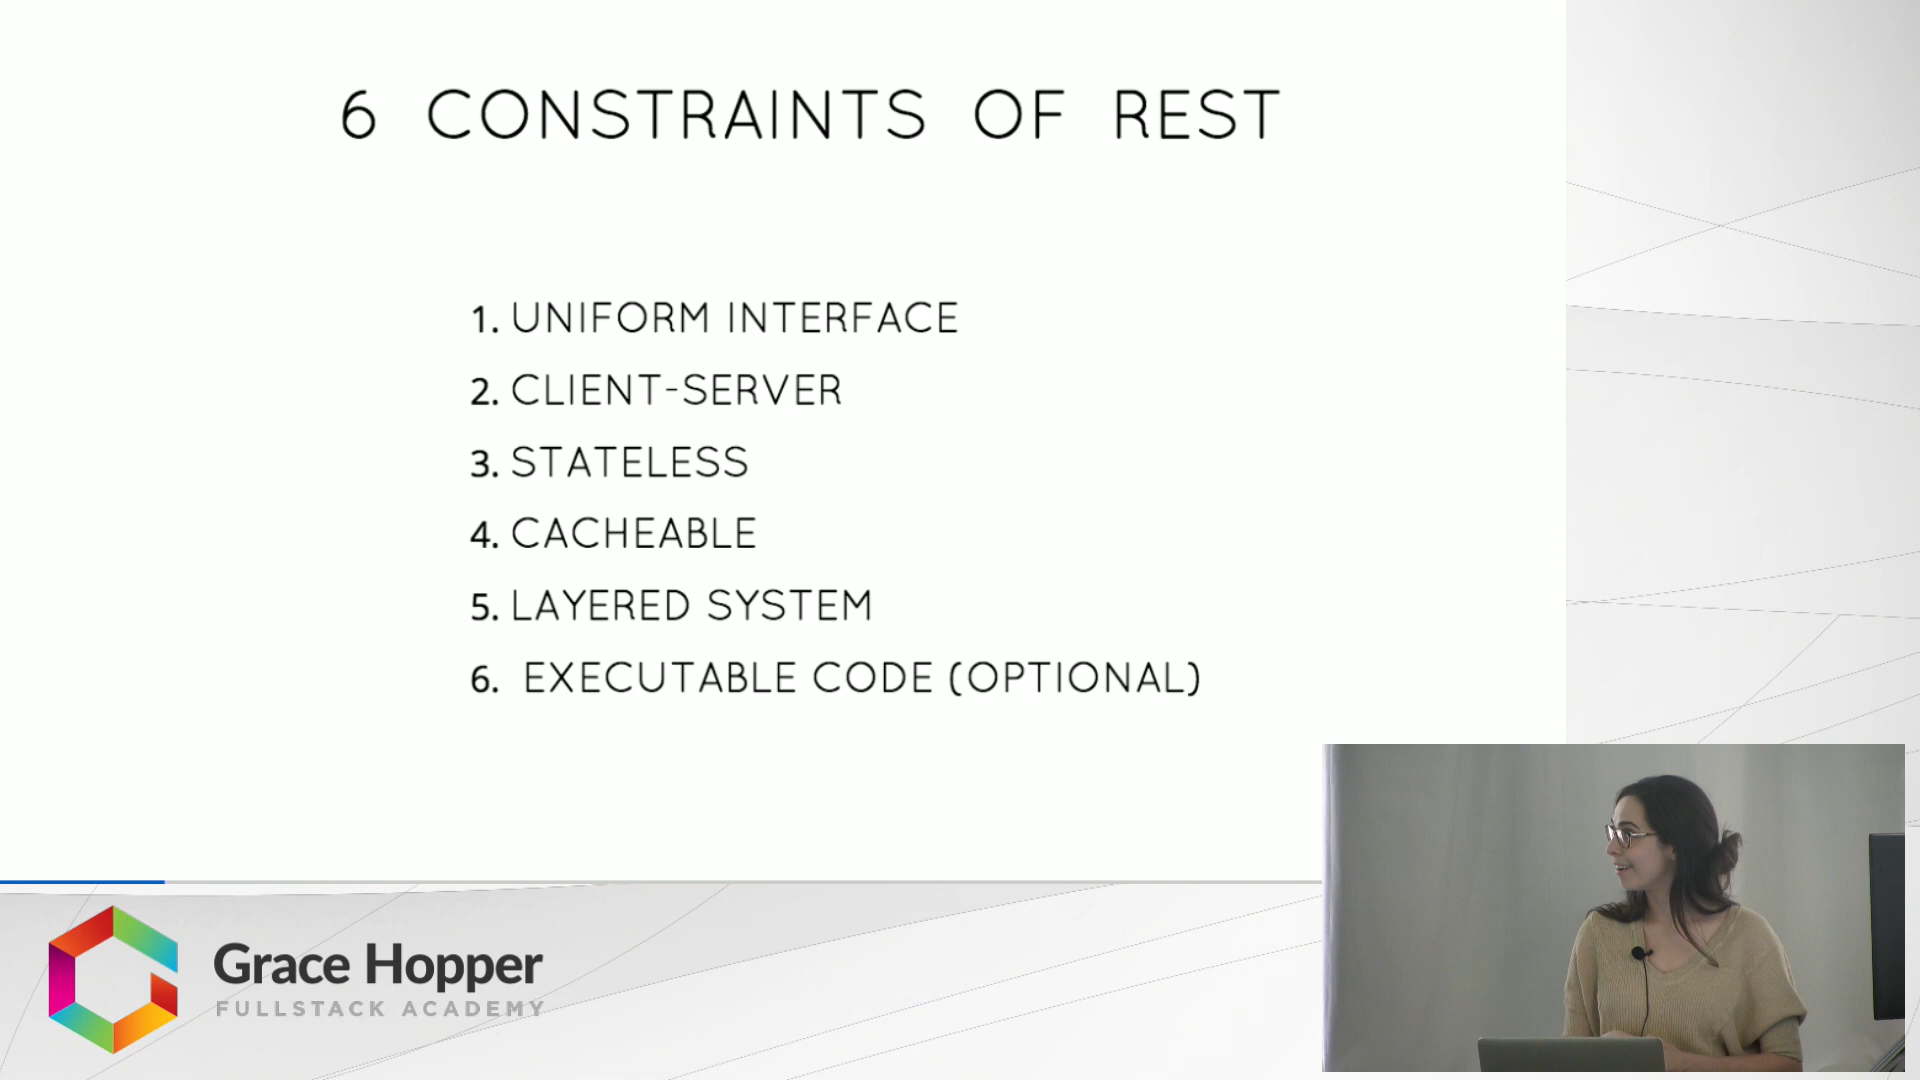 6 CONSTRAINTS OF REST
1. UNIFORM INTERFACE
2. CLIENT-SERVER
3. STATELESS
4. CACHEABLE
5. LAYERED SYSTEM
6. EXECUTABLE CODE (OPTIONAL)
Grace Hopper
FULLSTACK ACADEMY